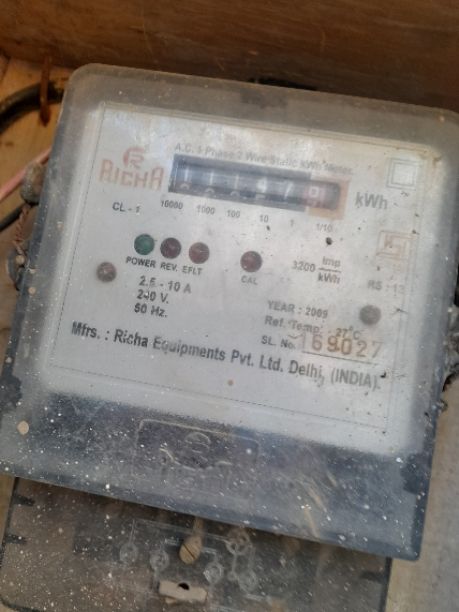 A.C. 1 Phase 2 Wire Static KWh Meter
RICHA
kWh
CL - 1 10000 1000 100 10 1 1/10
POWER REV. EFLT CAL 3200 imp/kWh
RS : 13
2.5 - 10 A
YEAR : 2009
50 Hz.
Ref. Temp. 27°C
SL. No. 169027
Mfrs. : Richa Equipments Pvt. Ltd. Delhi, (INDIA).